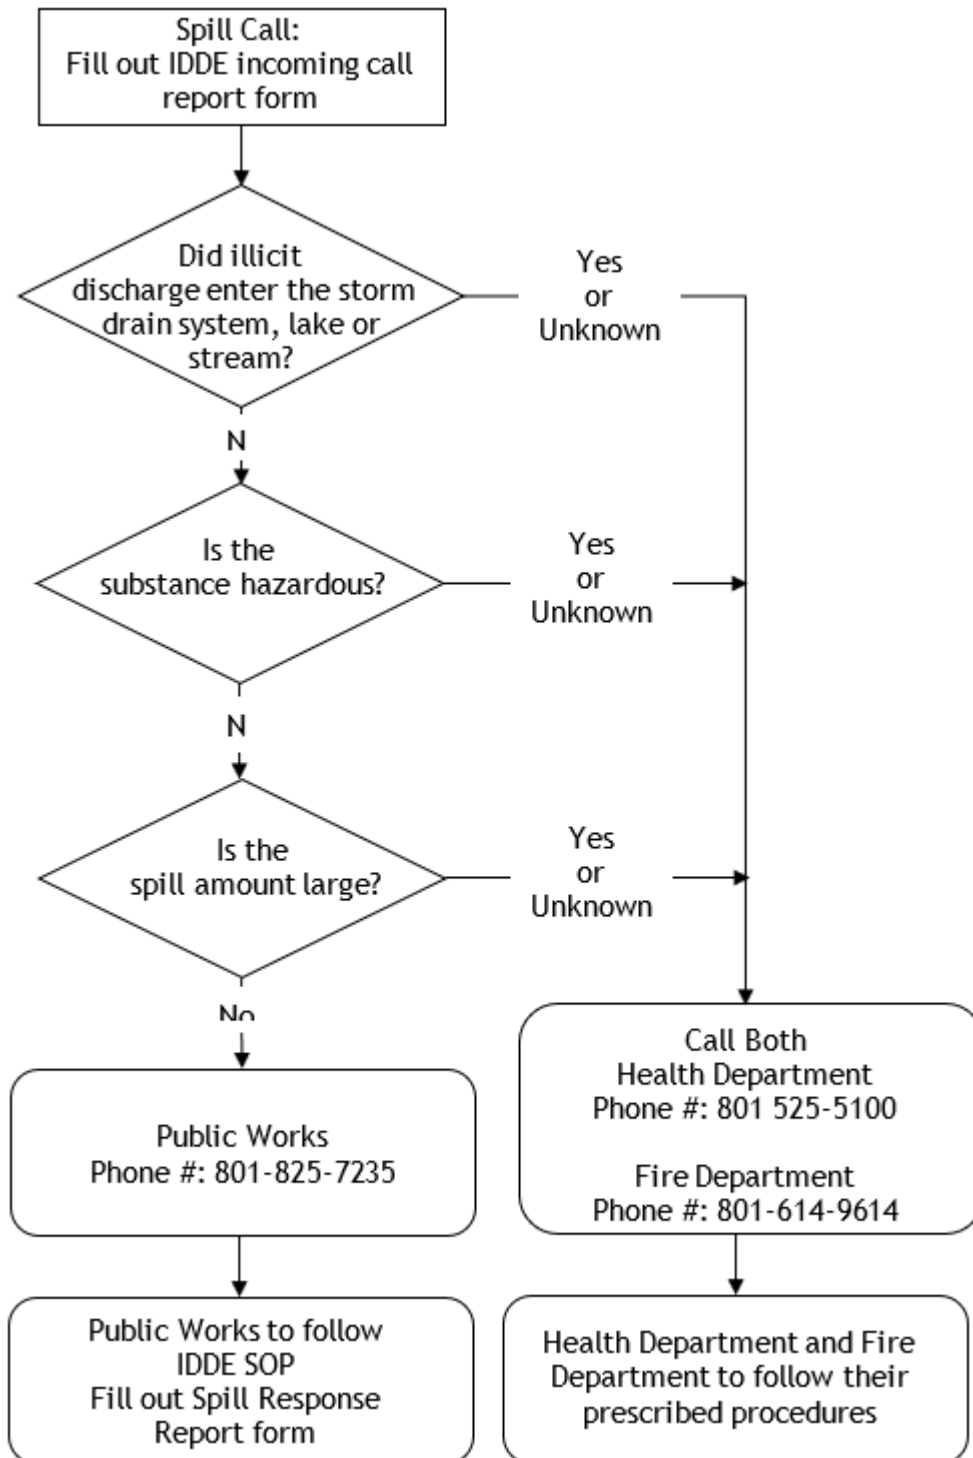 Spill Call:
Fill out IDDE incoming call
report form
Did illicit
discharge enter the storm
drain system, lake or
stream?
Yes
or
Unknown
N
Is the
substance hazardous?
Yes
or
Unknown
N
Is the
spill amount large?
Yes
or
Unknown
No
Call Both
Health Department
Phone #: 801 525-5100
Fire Department
Phone #: 801-614-9614
Public Works
Phone #: 801-825-7235
Public Works to follow
IDDE SOP
Fill out Spill Response
Report form
Health Department and Fire
Department to follow their
prescribed procedures